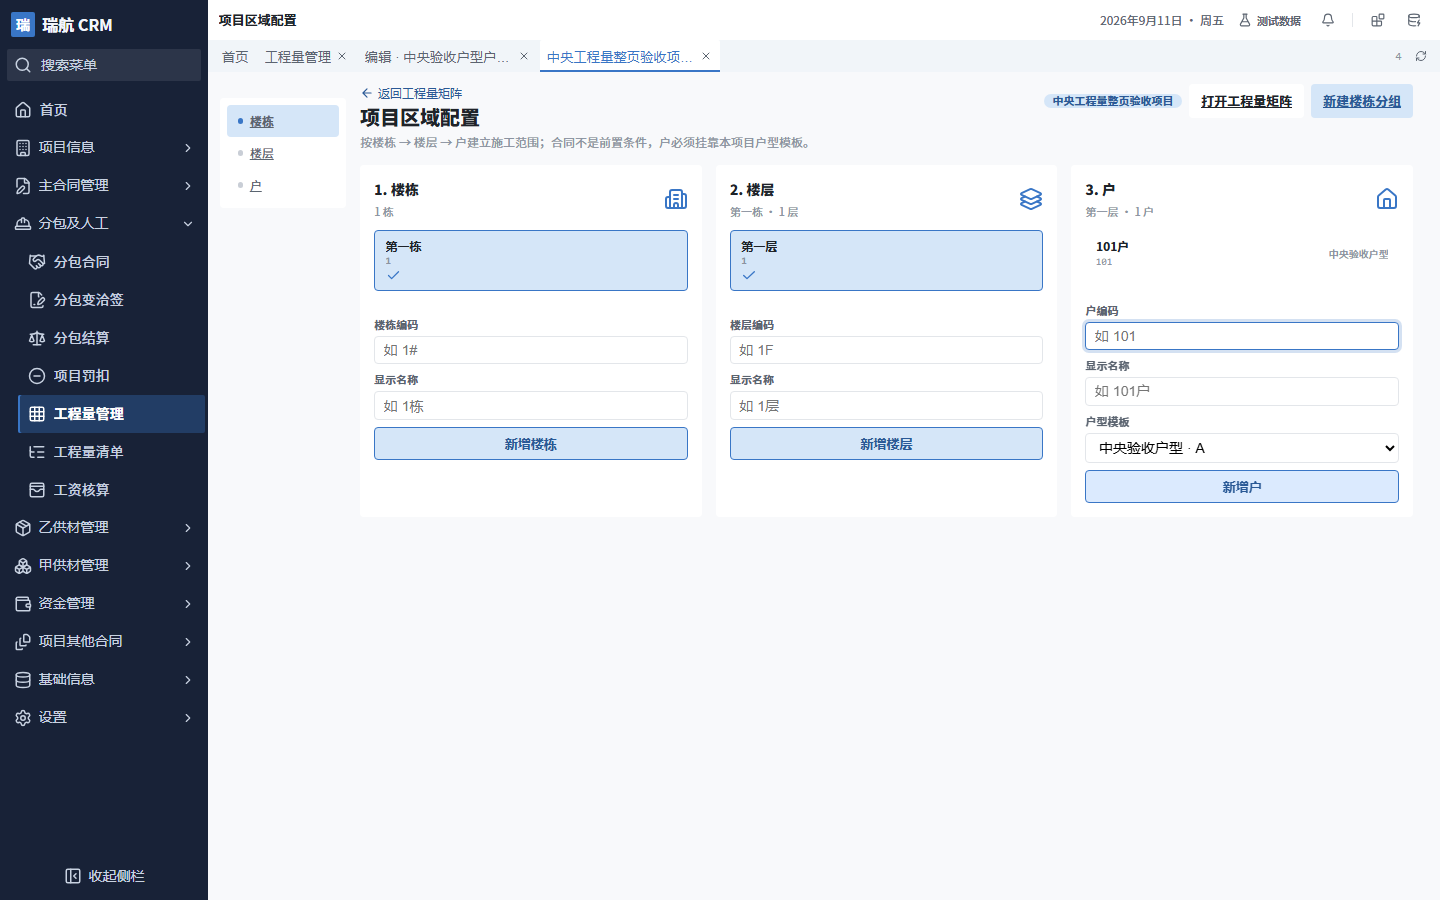 瑞 瑞航 CRM
搜索菜单
首页
项目信息
主合同管理
分包及人工
分包合同
分包变洽签
分包结算
项目罚扣
工程量管理
工程量清单
工资核算
乙供材管理
甲供材管理
资金管理
项目其他合同
基础信息
设置
收起侧栏
项目区域配置
2026年9月11日 • 周五
测试数据
首页
工程量管理
编辑 · 中央验收户型户...
中央工程量整页验收项...
4
楼栋
楼层
户
返回工程量矩阵
项目区域配置
按楼栋 → 楼层 → 户建立施工范围；合同不是前置条件，户必须挂靠本项目户型模板。
中央工程量整页验收项目
打开工程量矩阵
新建楼栋分组
1. 楼栋
1 栋
第一栋
1
楼栋编码
如 1#
显示名称
如 1栋
新增楼栋
2. 楼层
第一栋 • 1 层
第一层
1
楼层编码
如 1F
显示名称
如 1层
新增楼层
3. 户
第一层 • 1 户
101户
101
中央验收户型
户编码
如 101
显示名称
如 101户
户型模板
中央验收户型 · A
新增户